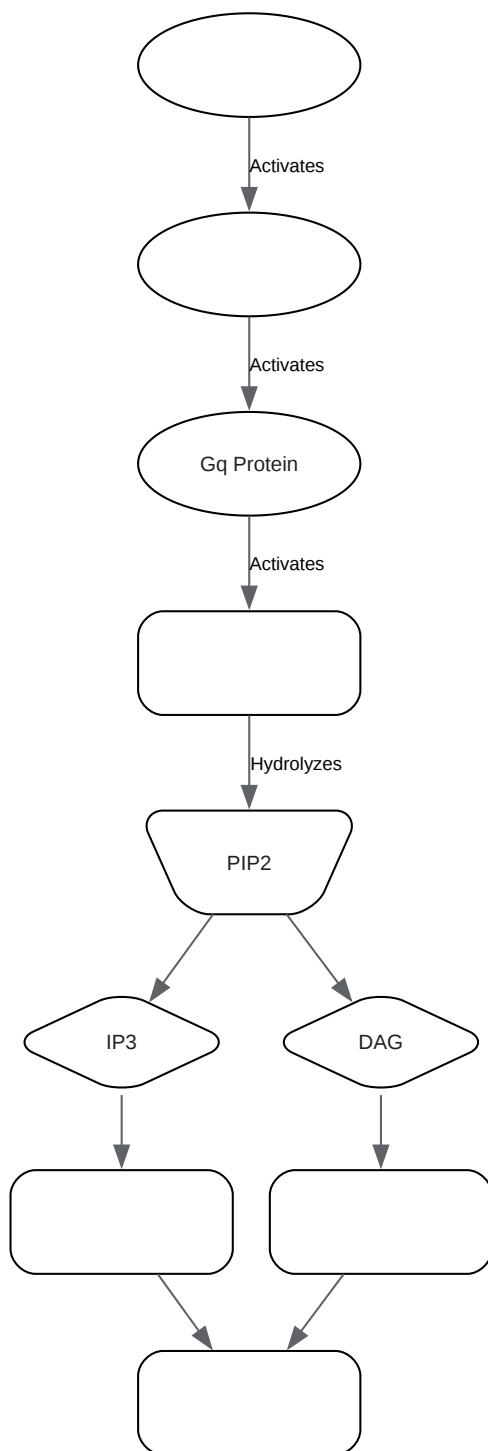 Activates
Activates
Gq Protein
Activates
Hydrolyzes
PIP2
IP3
DAG